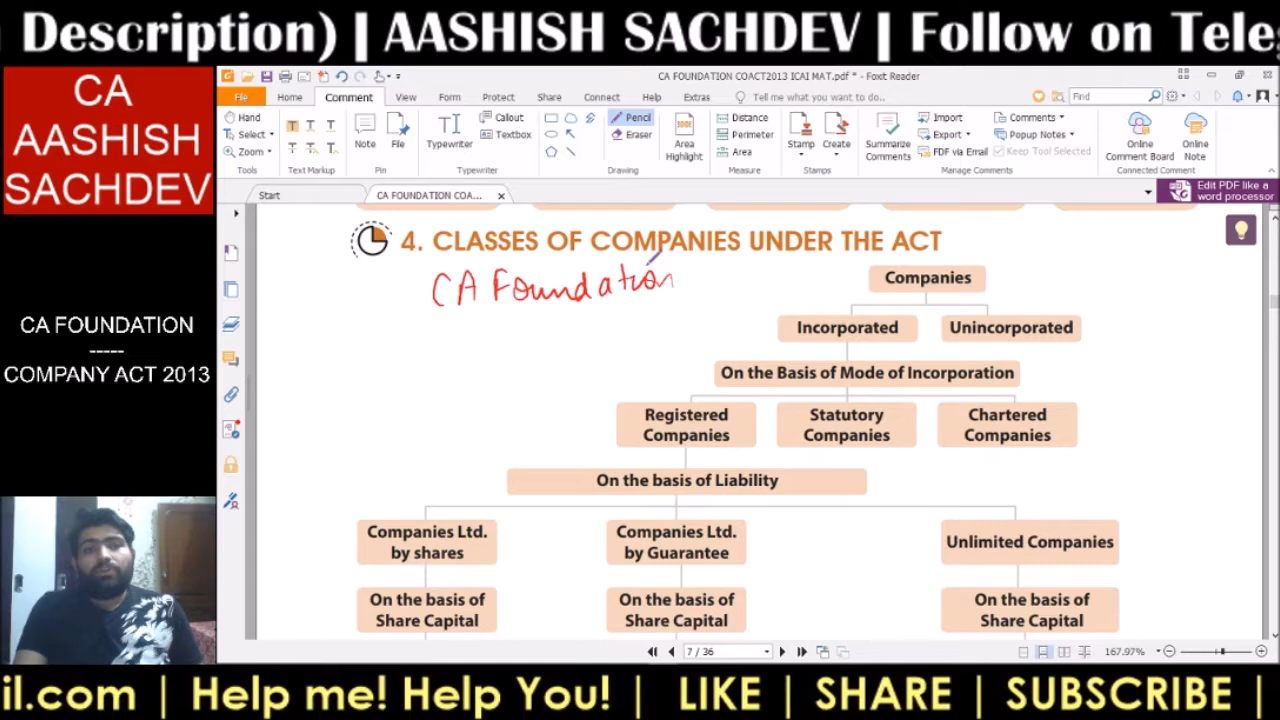 Description) | AASHISH SACHDEV | Follow on Tele
CA
AASHISH
SACHDEV
CA FOUNDATION
-----
COMPANY ACT 2013
CA FOUNDATION COACT2013 ICAI MAT.pdf * - Foxit Reader
File Home Comment View Form Protect Share Connect Help Extras Tell me what you want to do.. Find
Hand
Select
Zoom
Tools
Text Markup
Note File
Pin
Typewriter
Callout
Textbox
Typewriter
Pencil
Eraser
Drawing
Area
Highlight
Distance
Perimeter
Area
Measure
Stamp Create
Stamps
Summarize
Comments
Import
Export
FDF via Email
Comments
Popup Notes
Keep Tool Selected
Manage Comments
Online
Comment Board
Online
Note
Connected Comment
Start
CA FOUNDATION COA...
Edit PDF like a
word processor
4. CLASSES OF COMPANIES UNDER THE ACT
CA Foundation
Companies
Incorporated Unincorporated
On the Basis of Mode of Incorporation
Registered
Companies
Statutory
Companies
Chartered
Companies
On the basis of Liability
Companies Ltd.
by shares
Companies Ltd.
by Guarantee
Unlimited Companies
On the basis of
Share Capital
On the basis of
Share Capital
On the basis of
Share Capital
7 / 36
167.97%
il.com | Help me! Help You! | LIKE | SHARE | SUBSCRIBE |